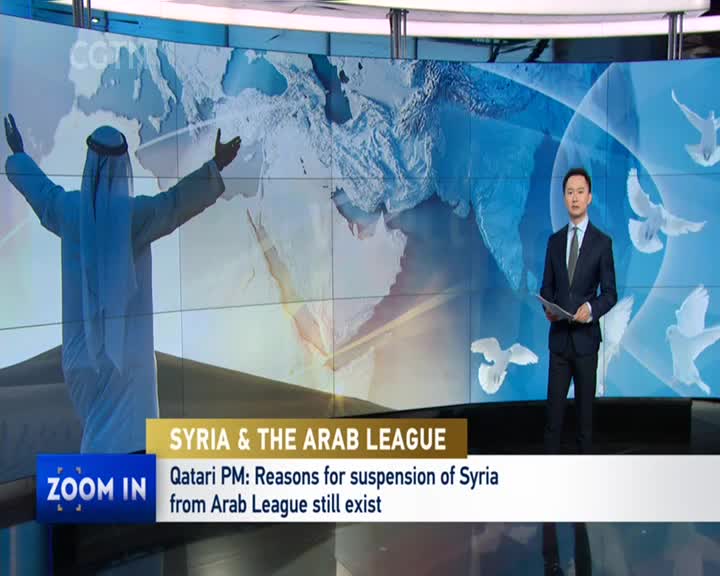 CGTN
SYRIA & THE ARAB LEAGUE
ZOOM IN
Qatari PM: Reasons for suspension of Syria
from Arab League still exist